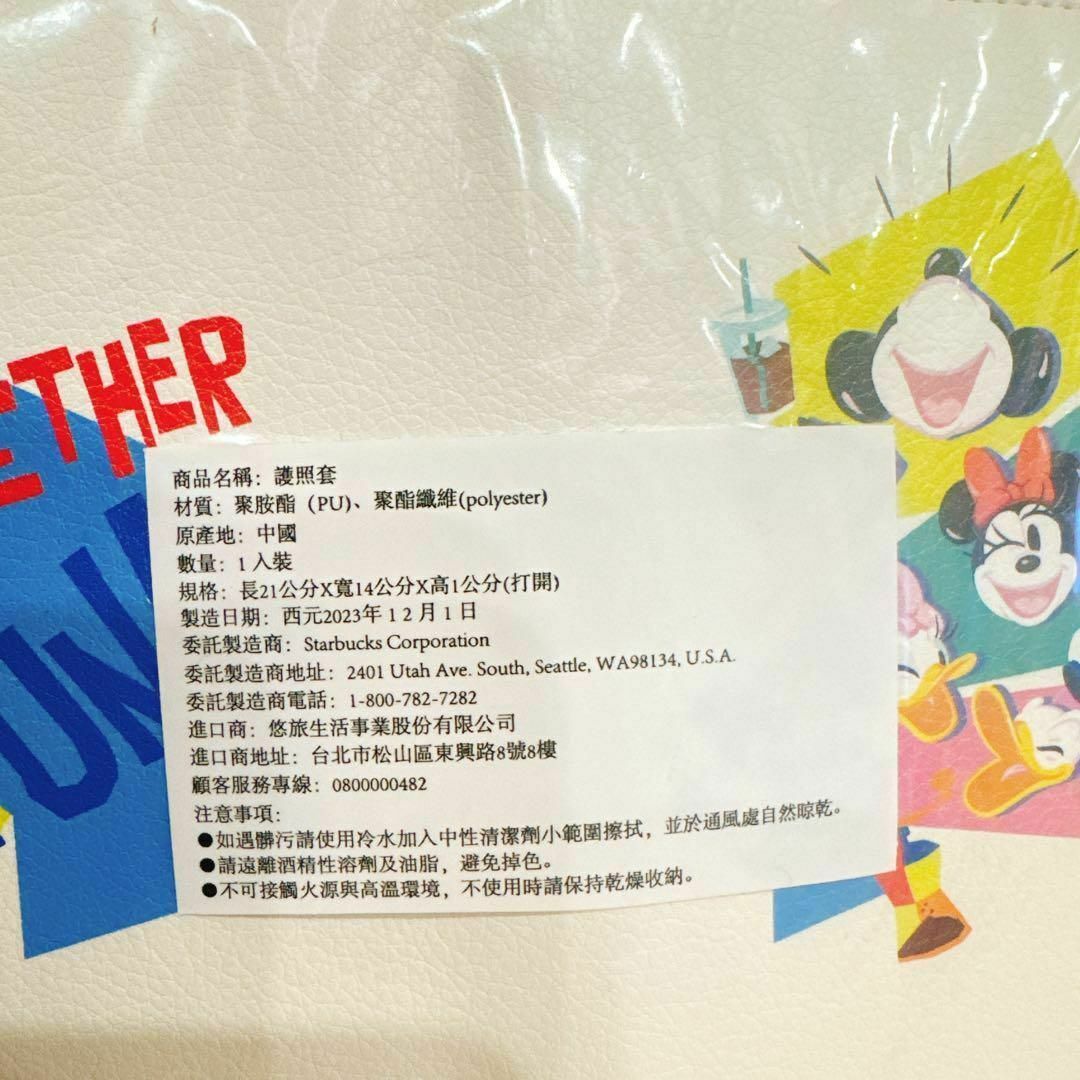 ETHER
UN
商品名稱：護照套
材質：聚胺酯（PU)、聚酯纖維(polyester)
原產地：中國
數量：1入裝
規格：長21公分X寬14公分X高1公分(打開)
製造日期：西元2023年12月1日
委託製造商：Starbucks Corporation
委託製造商地址：2401 Utah Ave. South, Seattle, WA98134, U.S.A.
委託製造商電話：1-800-782-7282
進口商：悠旅生活事業股份有限公司
進口商地址：台北市松山區東興路8號8樓
顧客服務專線：0800000482
注意事項：
●如遇髒污請使用冷水加入中性清潔劑小範圍擦拭，並於通風處自然晾乾。
●請遠離酒精性溶劑及油脂，避免掉色。
●不可接觸火源與高溫環境，不使用時請保持乾燥收納。